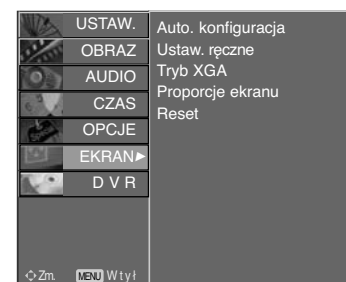 USTAW.
OBRAZ
AUDIO
CZAS
OPCJE
EKRAN
D V R
Auto. konfiguracja
Ustaw. ręczne
Tryb XGA
Proporcje ekranu
Reset
Zm. MENU Wtył